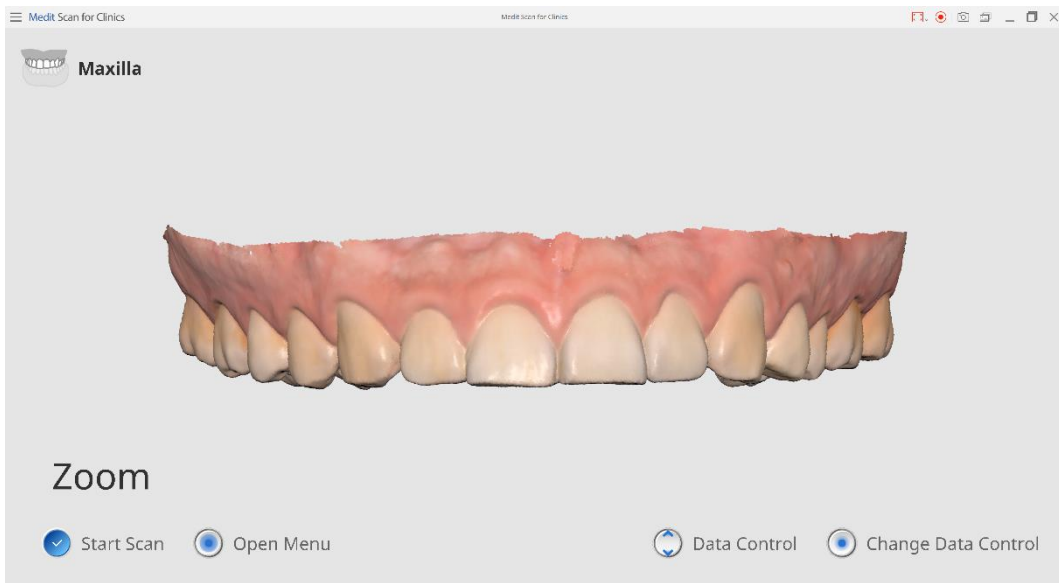 Medit Scan for Clinics
Medit Scan for Clinics
Maxilla
Zoom
Start Scan
Open Menu
Data Control
Change Data Control